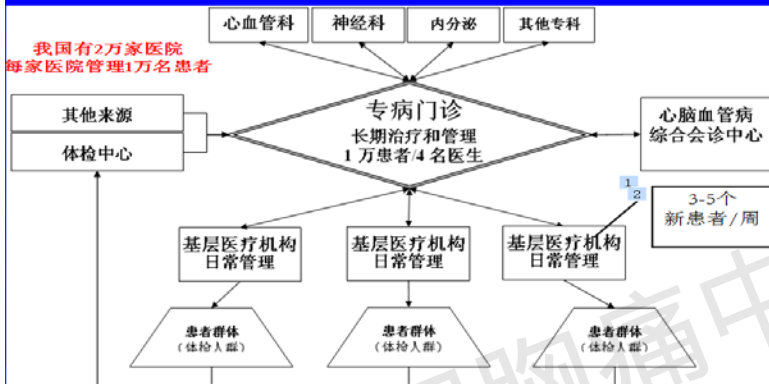 心血管科
神经科
内分泌
其他专科
我国有2万家医院
每家医院管理1万名患者
其他来源
体检中心
专病门诊
长期治疗和管理
1 万患者/4 名医生
心脑血管病
综合会诊中心
1
2
3-5个
新患者/周
基层医疗机构
日常管理
基层医疗机构
日常管理
基层医疗机构
日常管理
患者群体
（体检人群）
患者群体
（体检人群）
患者群体
（体检人群）
胸痛中